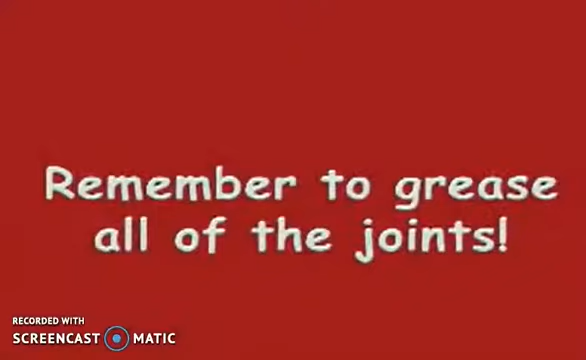 Remember to grease
all of the joints!
RECORDED WITH
SCREENCAST MATIC